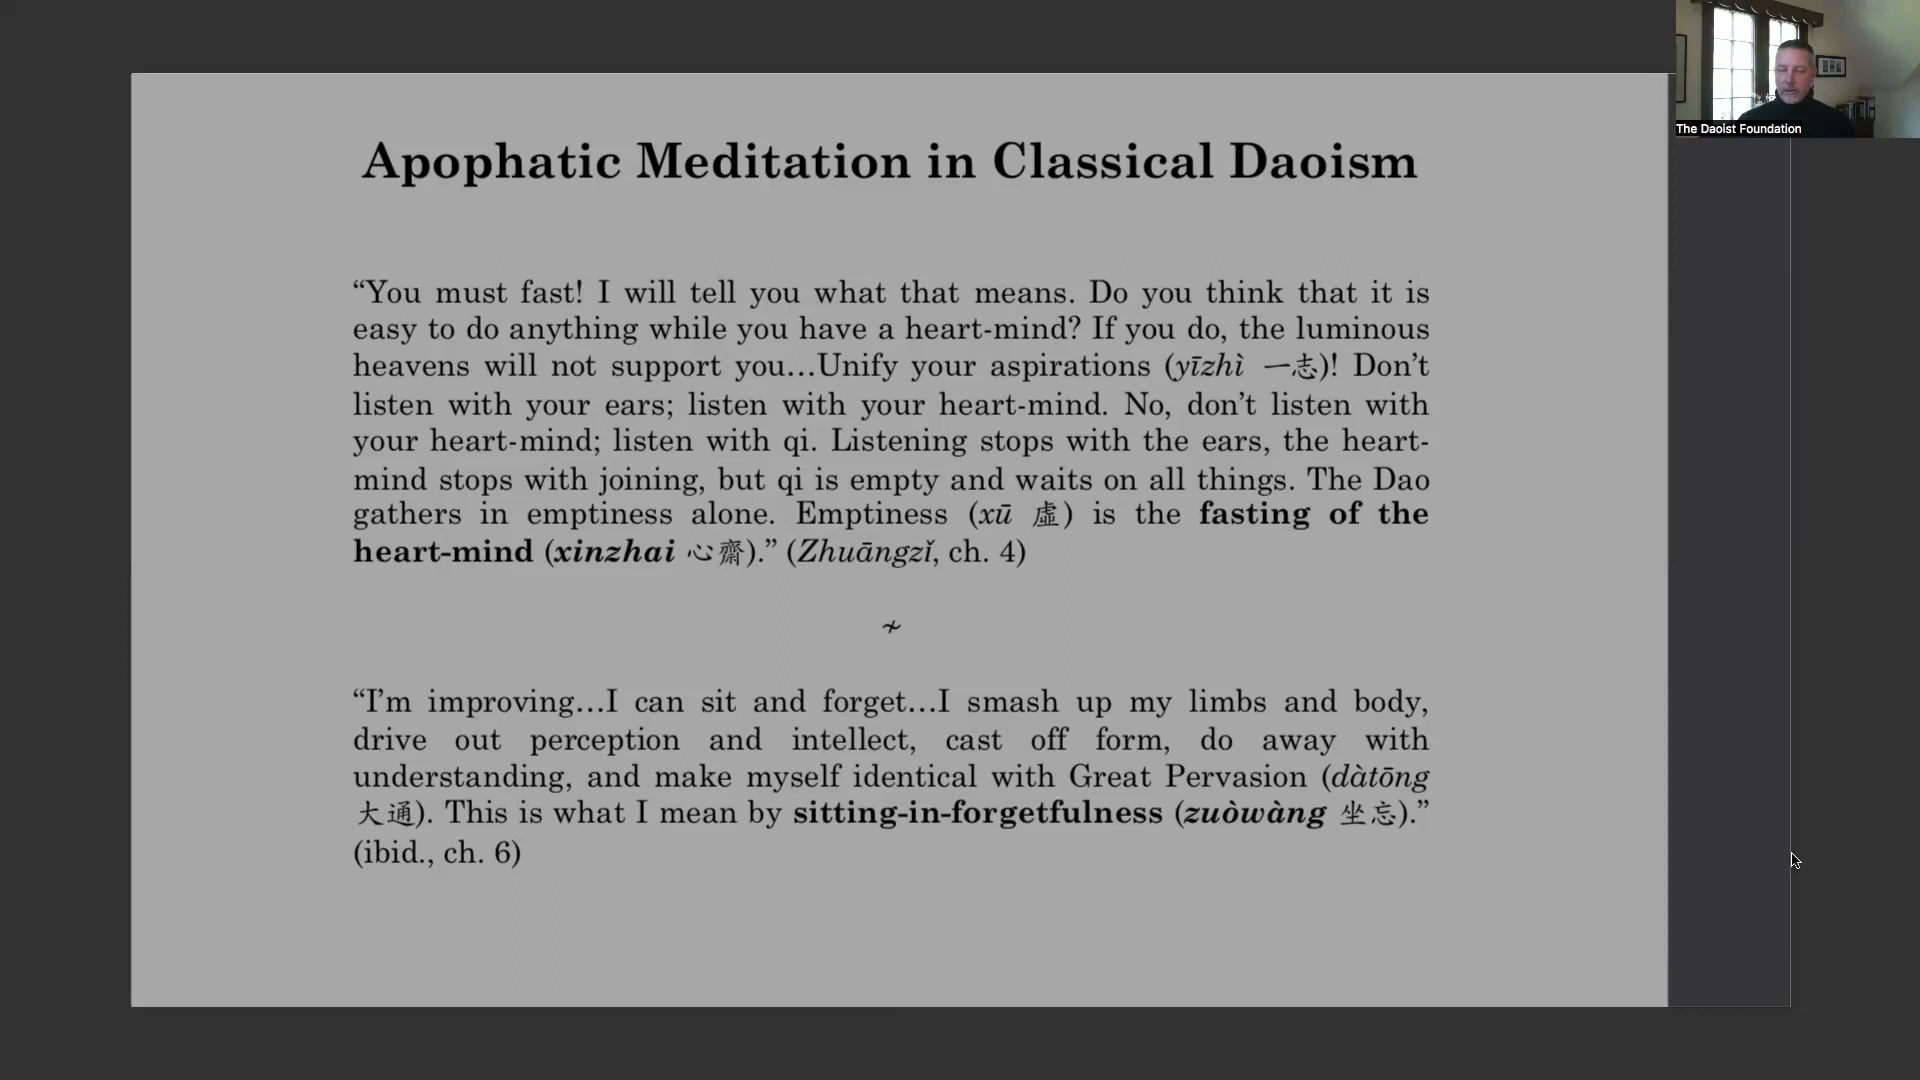 The Daoist Foundation
Apophatic Meditation in Classical Daoism
“You must fast! I will tell you what that means. Do you think that it is
easy to do anything while you have a heart-mind? If you do, the luminous
heavens will not support you…Unify your aspirations (yīzhì 一志)! Don’t
listen with your ears; listen with your heart-mind. No, don’t listen with
your heart-mind; listen with qi. Listening stops with the ears, the heart-
mind stops with joining, but qi is empty and waits on all things. The Dao
gathers in emptiness alone. Emptiness (xū 虛) is the fasting of the
heart-mind (xinzhai 心齋).” (Zhuāngzǐ, ch. 4)
~
“I’m improving…I can sit and forget…I smash up my limbs and body,
drive out perception and intellect, cast off form, do away with
understanding, and make myself identical with Great Pervasion (dàtōng
大通). This is what I mean by sitting-in-forgetfulness (zuòwàng 坐忘).”
(ibid., ch. 6)